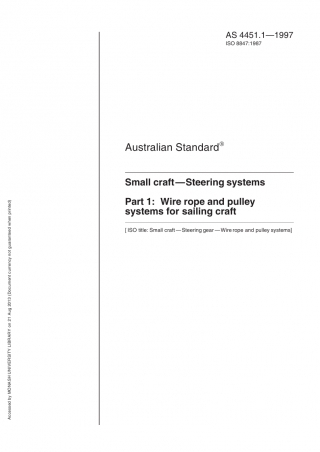 AS 4451.1—1997
ISO 8847:1987
Australian Standard®
Small craft—Steering systems
Part 1: Wire rope and pulley
systems for sailing craft
[ ISO title: Small craft — Steering gear — Wire rope and pulley systems]
Accessed by MONASH UNIVERSITY LIBRARY on 21 Aug 2013 (Document currency not guaranteed when printed)